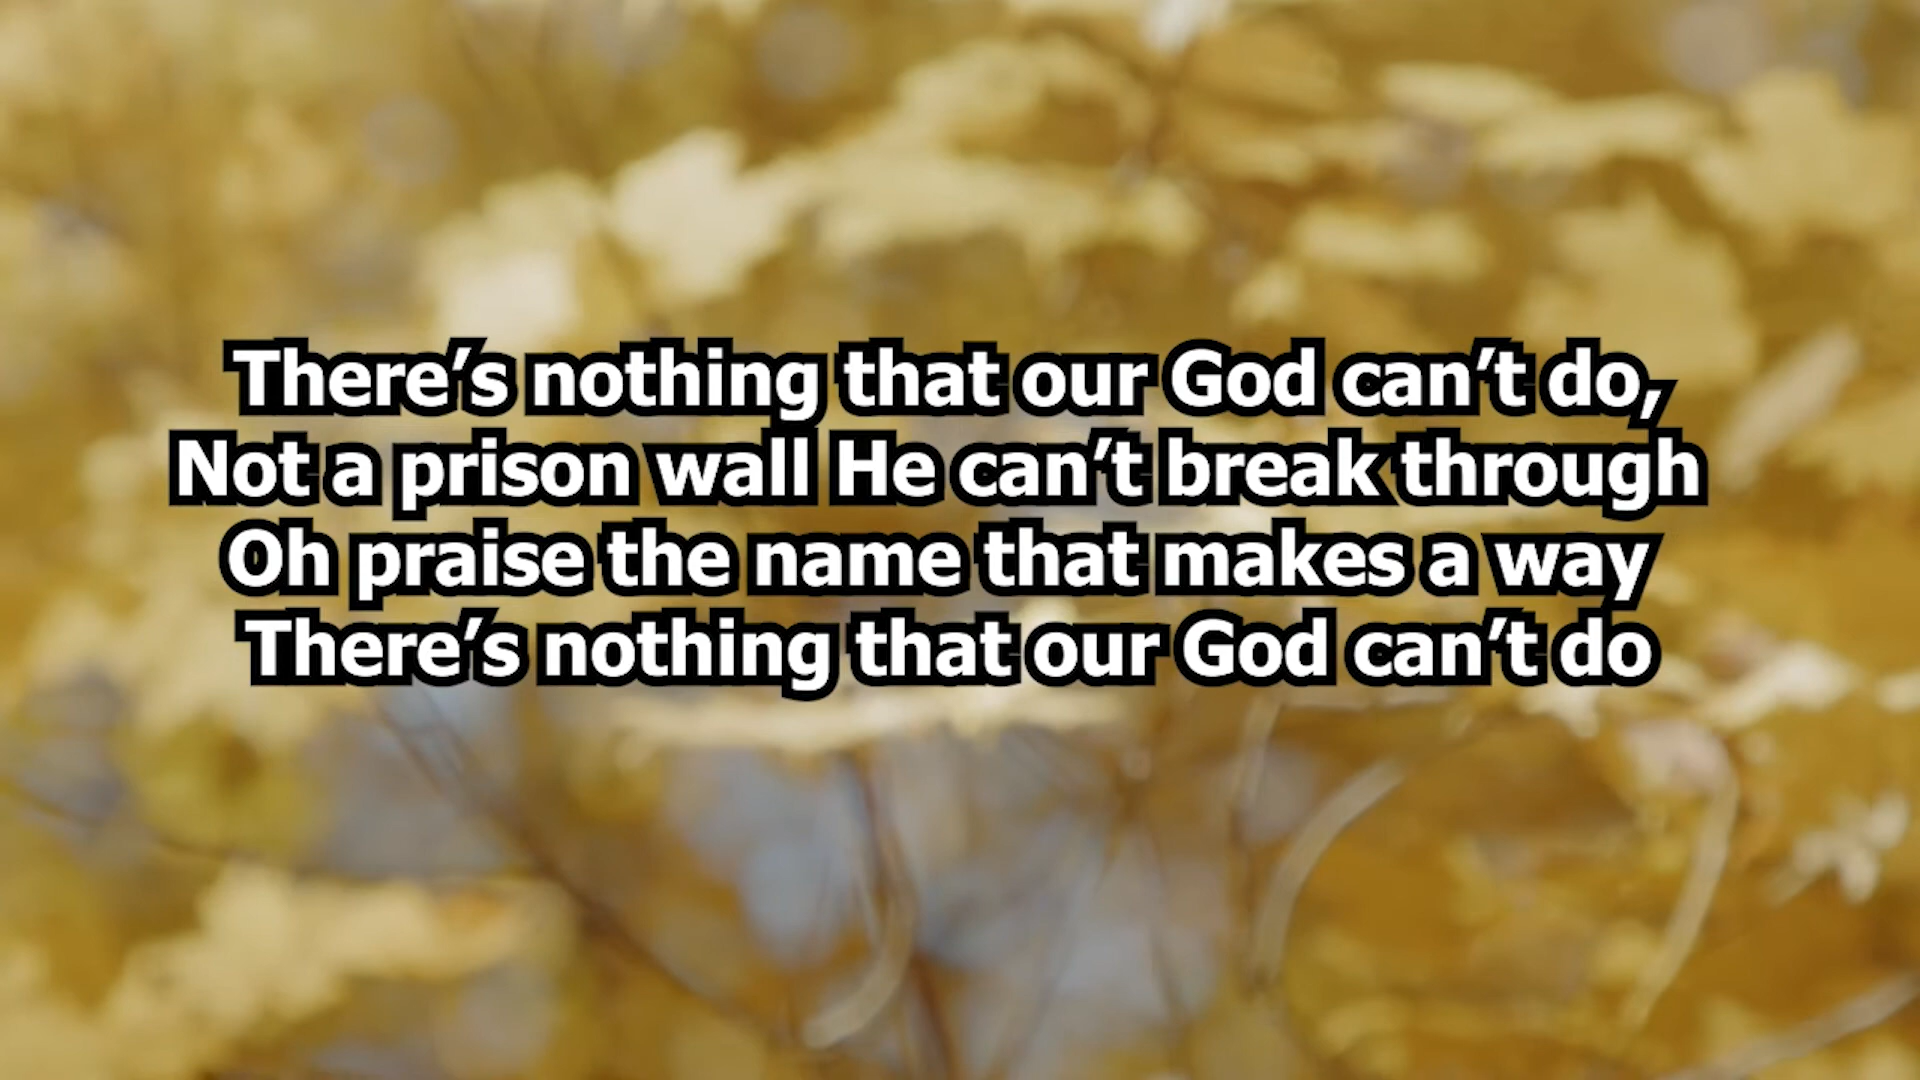 There’s nothing that our God can’t do,
Not a prison wall He can’t break through
Oh praise the name that makes a way
There’s nothing that our God can’t do